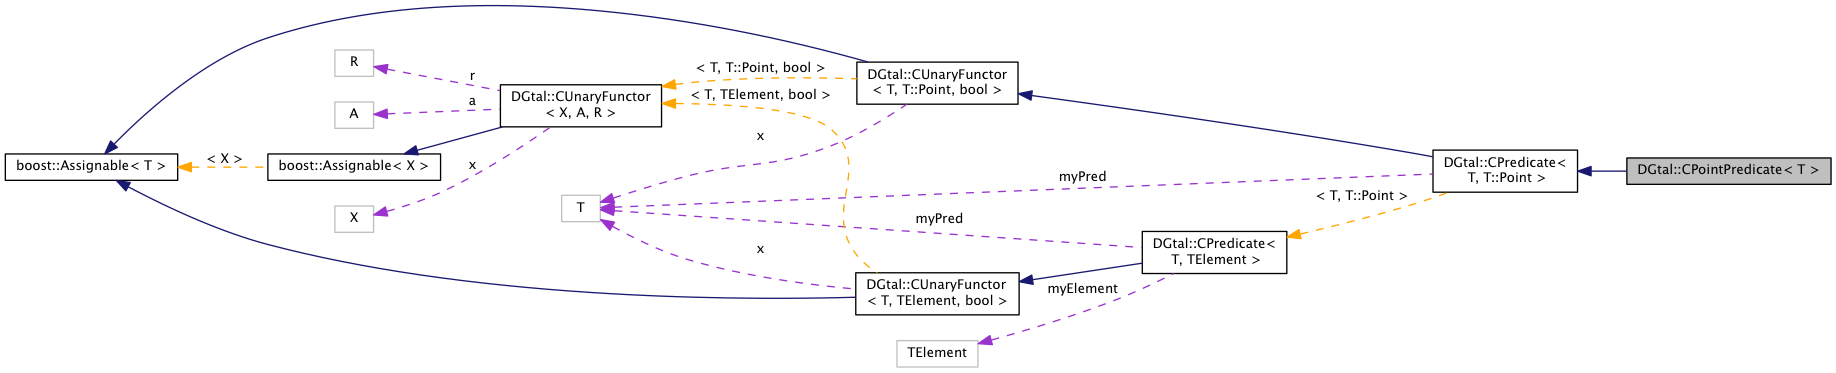 R
A
boost::Assignable< T >
< X >
boost::Assignable< X >
X
r
a
x
DGtal::CUnaryFunctor
< X, A, R >
< T, T::Point, bool >
< T, TElement, bool >
DGtal::CUnaryFunctor
< T, T::Point, bool >
x
T
x
myPred
myPred
DGtal::CUnaryFunctor
< T, TElement, bool >
myElement
TElement
DGtal::CPredicate<
T, TElement >
< T, T::Point >
DGtal::CPredicate<
T, T::Point >
DGtal::CPointPredicate< T >